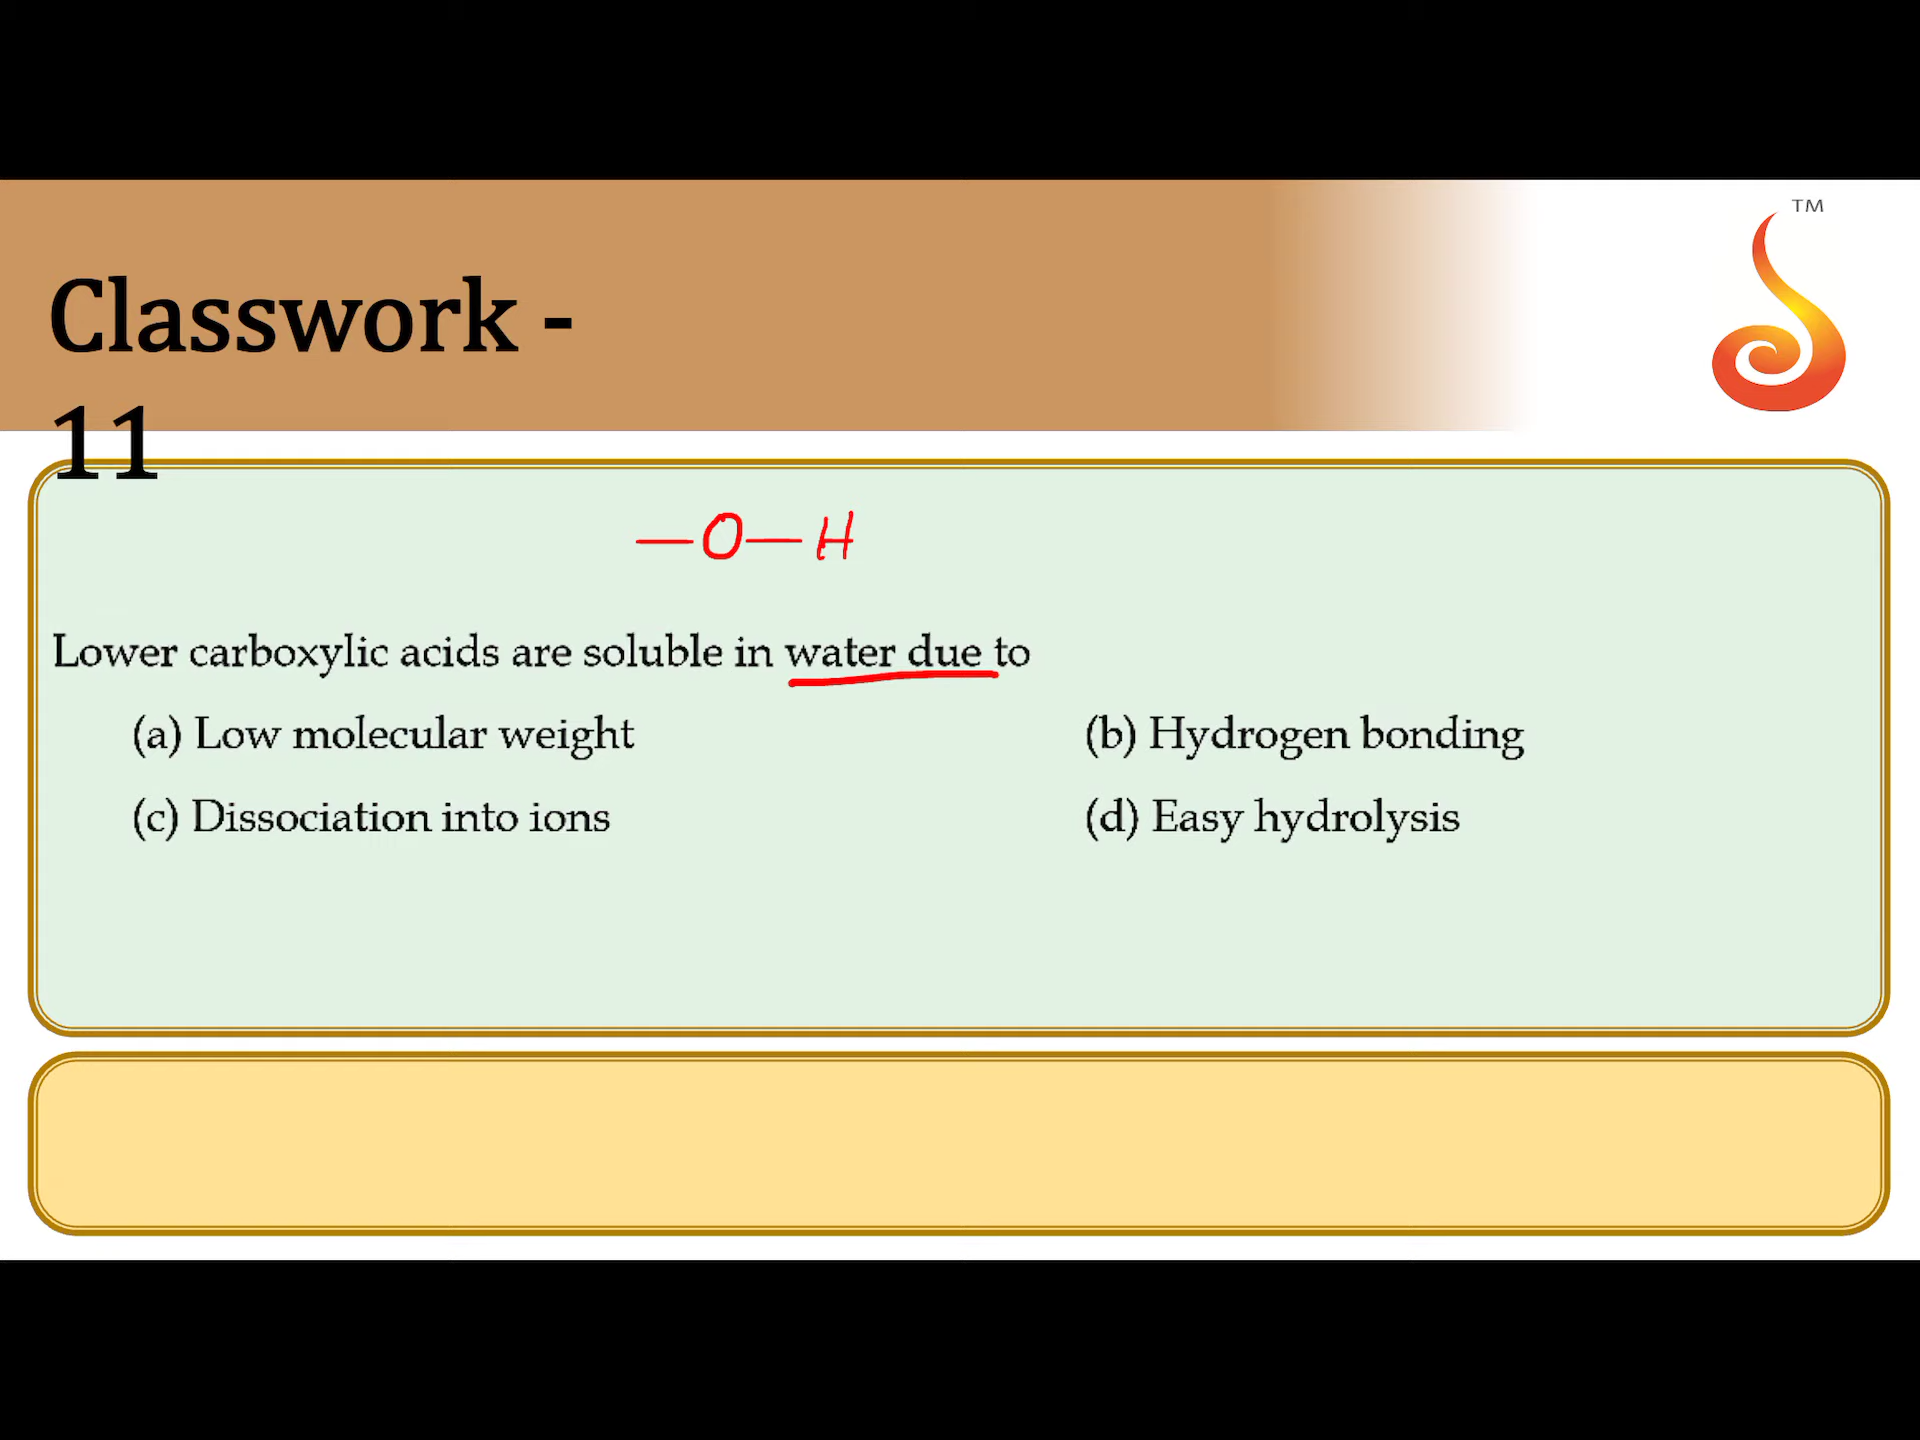 TM
Classwork -
11
—O—H
Lower carboxylic acids are soluble in water due to
(a) Low molecular weight (b) Hydrogen bonding
(c) Dissociation into ions (d) Easy hydrolysis